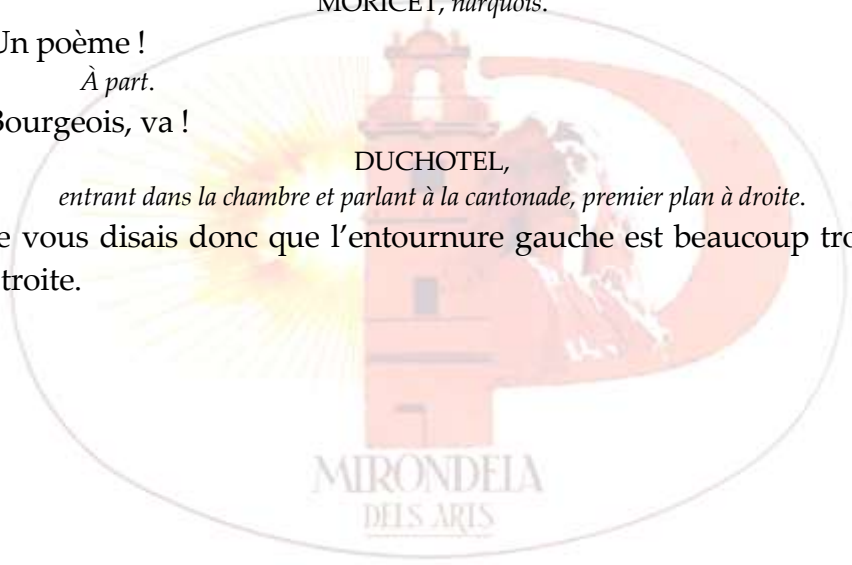 MORICET, narquois.
Un poème !
À part.
Bourgeois, va !
DUCHOTEL,
entrant dans la chambre et parlant à la cantonade, premier plan à droite.
e vous disais donc que l'entournure gauche est beaucoup tro
troite.
MIRONDELA
DELS ARTS